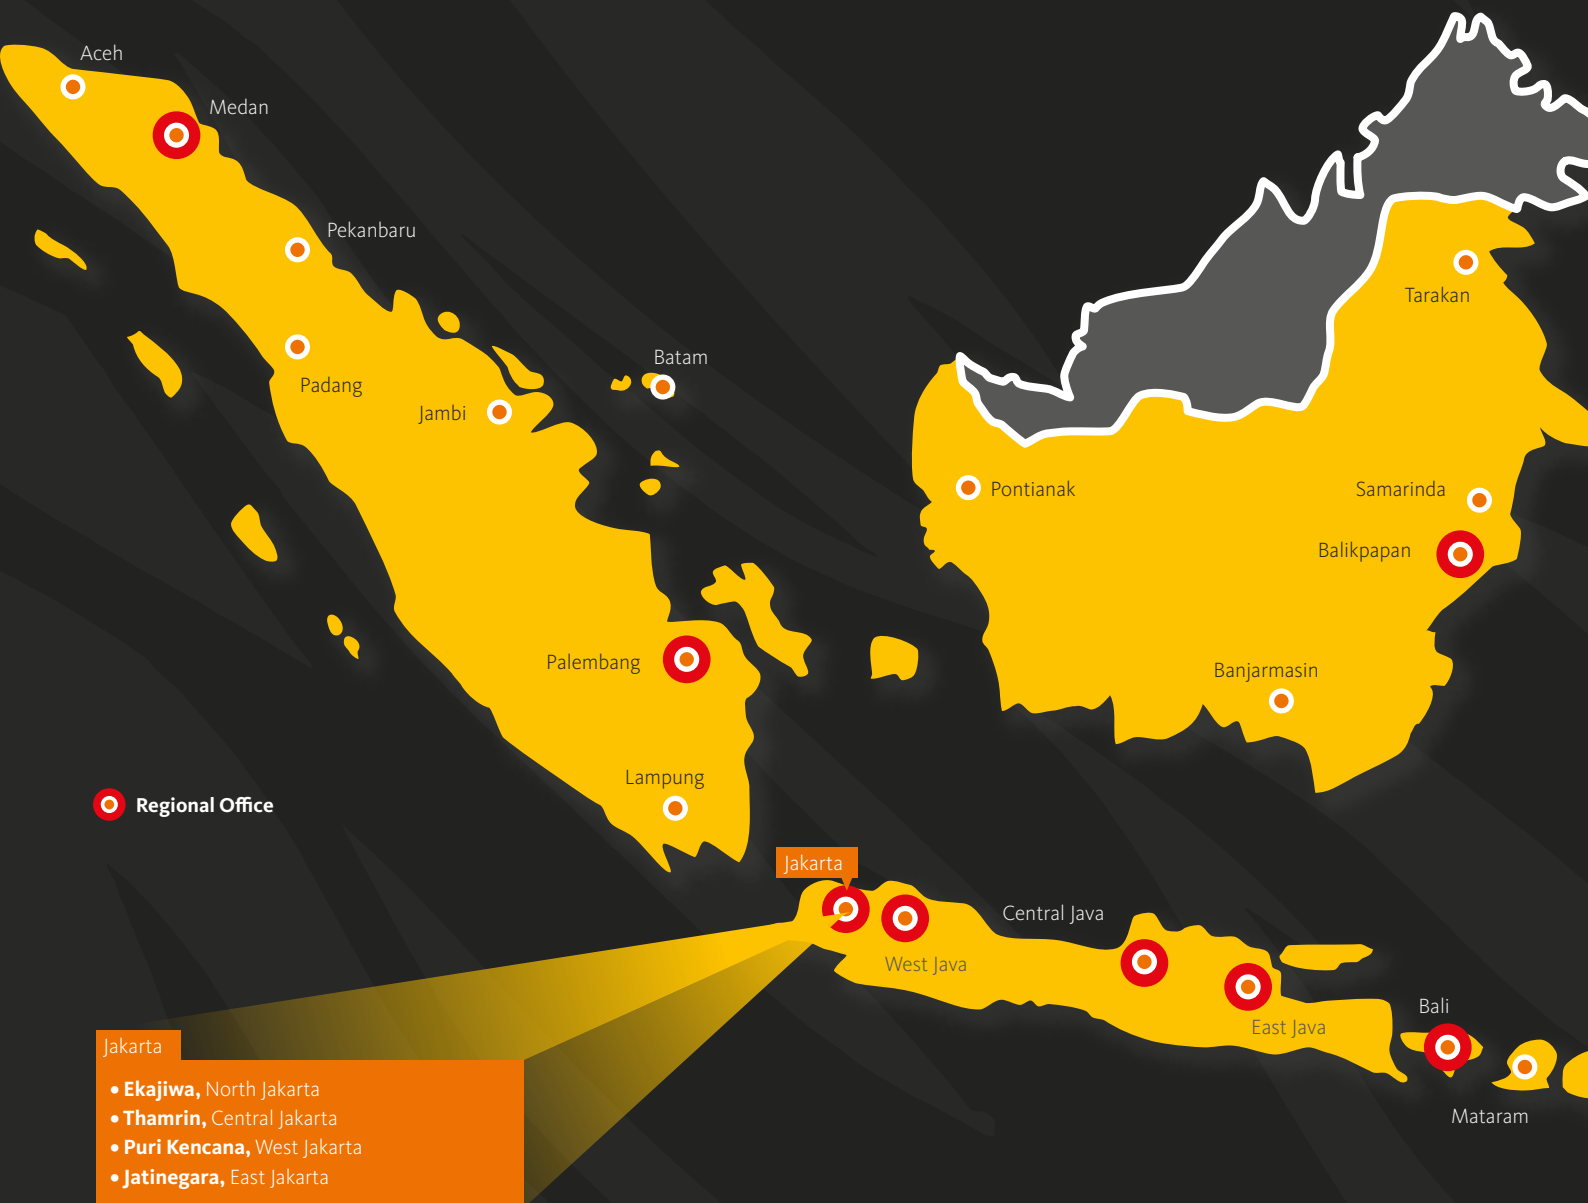 Aceh
Medan
Pekanbaru
Padang
Jambi
Batam
Tarakan
Pontianak
Samarinda
Balikpapan
Palembang
Banjarmasin
Lampung
Regional Office
Jakarta
Central Java
West Java
East Java
Bali
Mataram
Jakarta
• Ekajiwa, North Jakarta
• Thamrin, Central Jakarta
• Puri Kencana, West Jakarta
• Jatinegara, East Jakarta